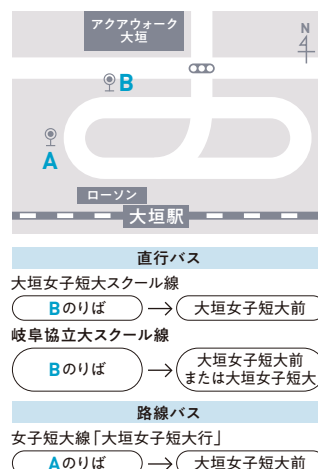 アクアウォーク
大垣
N
B
A
ローソン
大垣駅
直行バス
大垣女子短大スクール線
Bのりば → 大垣女子短大前
岐阜協立大スクール線
Bのりば → 大垣女子短大前
または大垣女子短大
路線バス
女子短大線「大垣女子短大行」
Aのりば → 大垣女子短大前